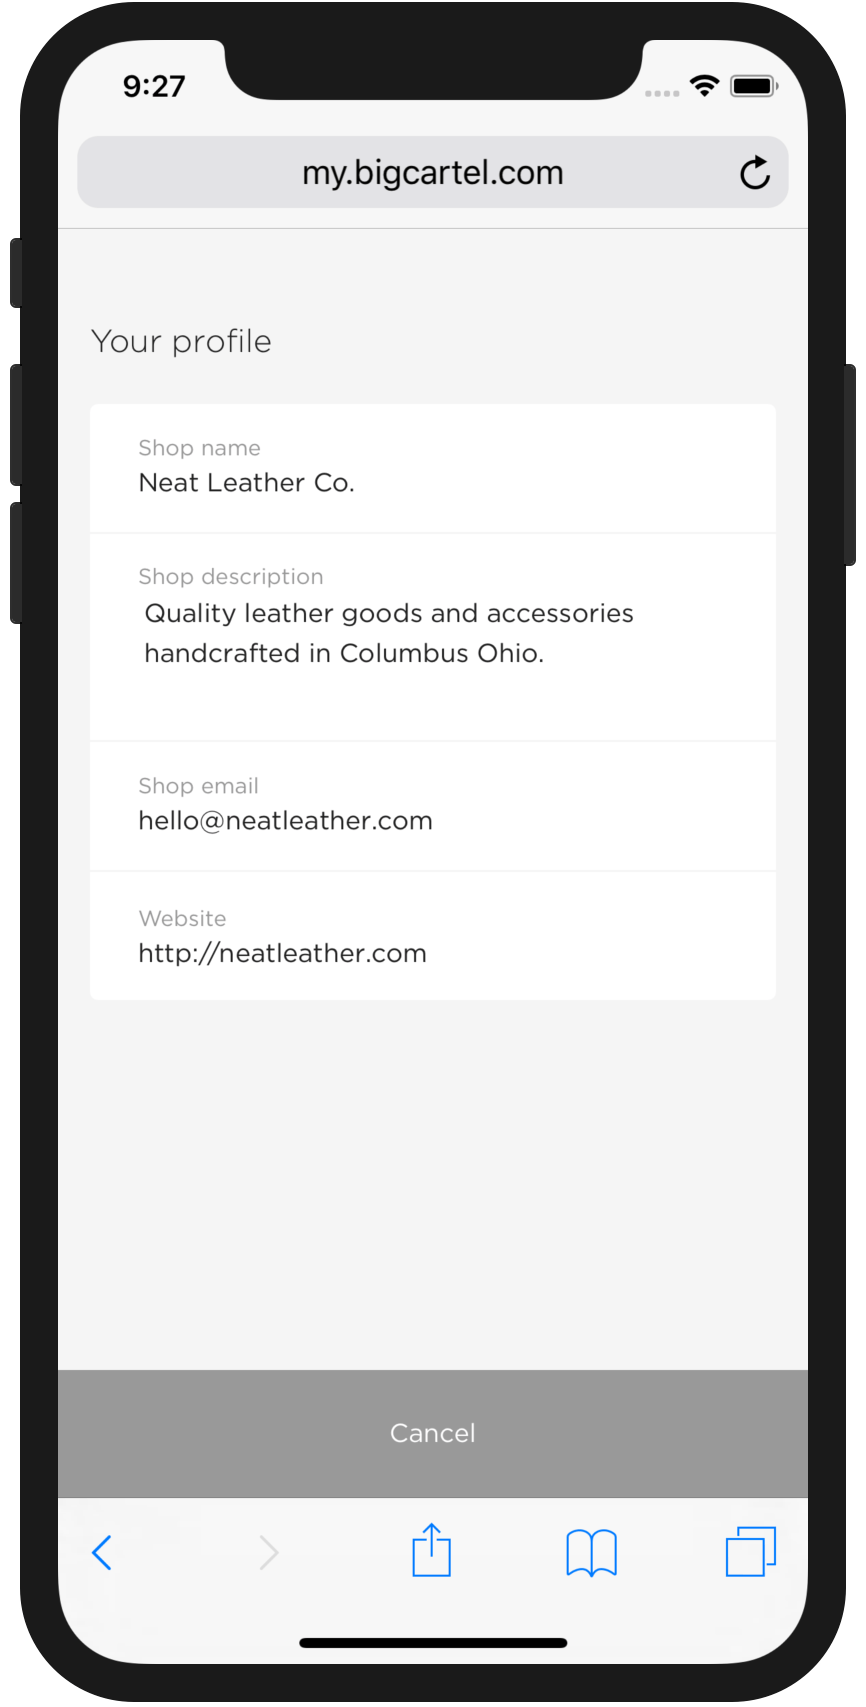 9:27
my.bigcartel.com
Your profile
Shop name
Neat Leather Co.
Shop description
Quality leather goods and accessories
handcrafted in Columbus Ohio.
Shop email
hello@neatleather.com
Website
http://neatleather.com
Cancel